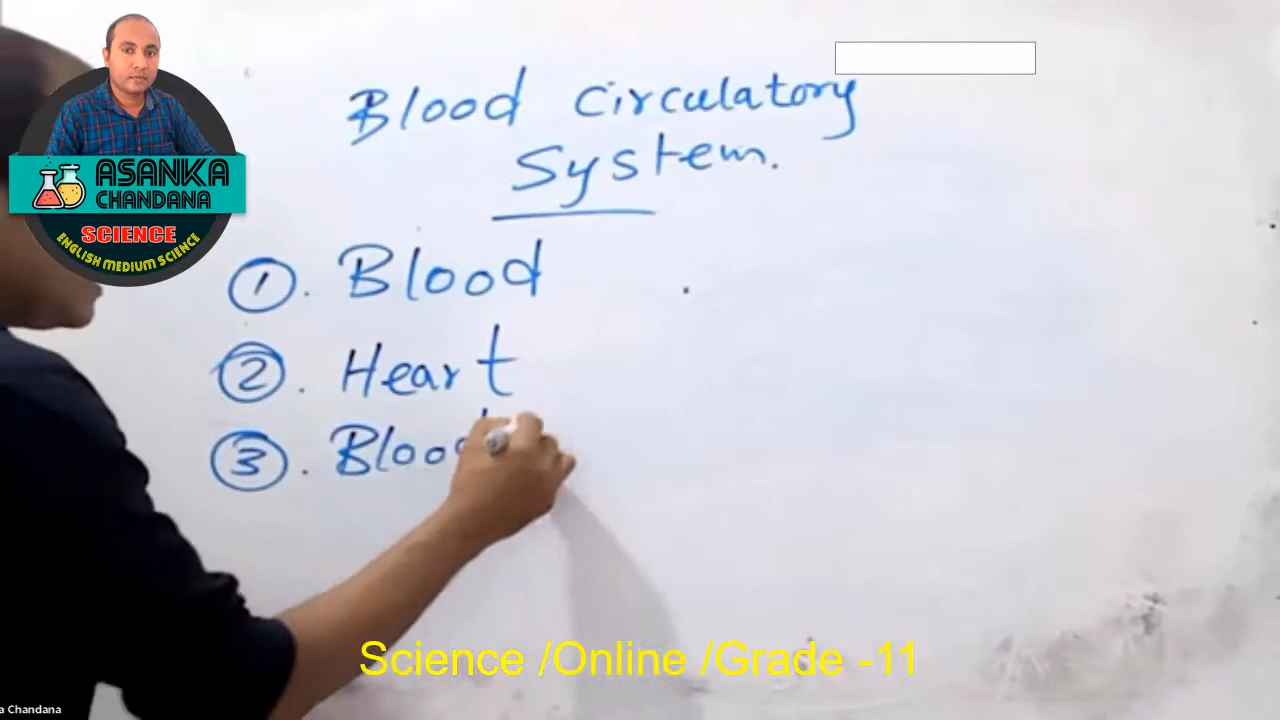 Blood Circulatory
System.
① . Blood
② . Heart
③ . Blood
ASANKA
CHANDANA
SCIENCE
ENGLISH MEDIUM SCIENCE
Science /Online /Grade -11
a Chandana